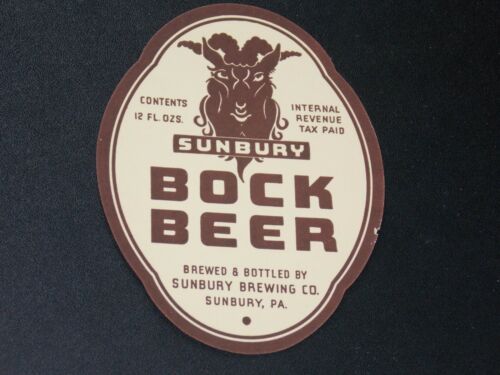 CONTENTS
12 FL. OZS.
INTERNAL
REVENUE
TAX PAID
SUNBURY
BOCK
BEER
BREWED & BOTTLED BY
SUNBURY BREWING CO.
SUNBURY, PA.